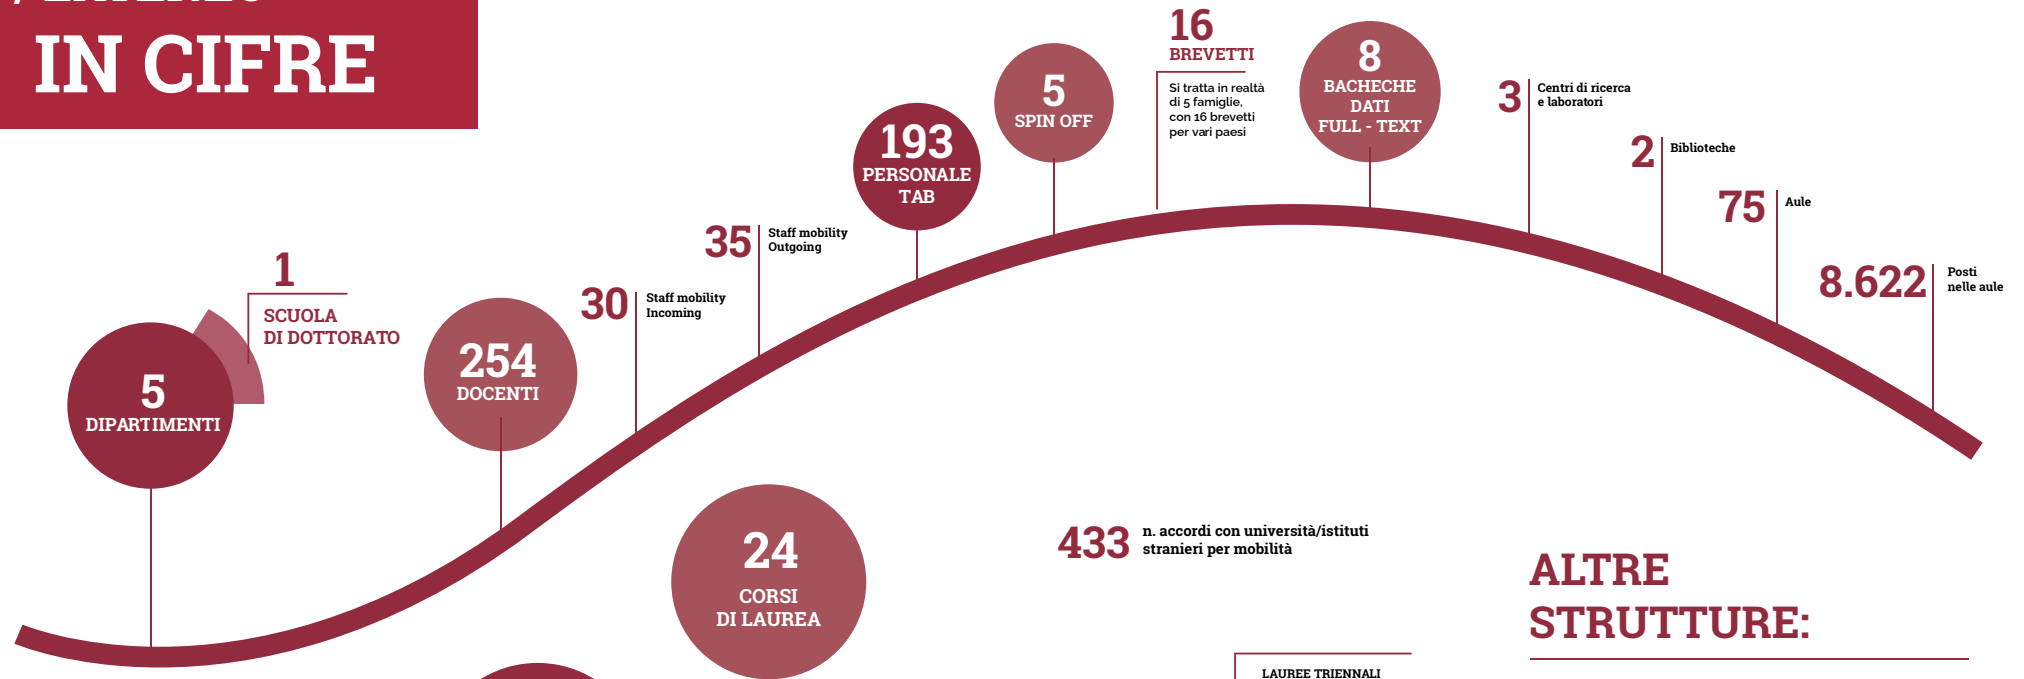 IN CIFRE
1
SCUOLA
DI DOTTORATO
5
DIPARTIMENTI
254
DOCENTI
30
Staff mobility
Incoming
35
Staff mobility
Outgoing
193
PERSONALE
TAB
5
SPIN OFF
16
BREVETTI
Si tratta in realtà
di 5 famiglie,
con 16 brevetti
per vari paesi
8
BACHECHE
DATI
FULL - TEXT
3
Centri di ricerca
e laboratori
2
Biblioteche
75
Aule
8.622
Posti
nelle aule
24
CORSI
DI LAUREA
433
n. accordi con università/istituti
stranieri per mobilità
LAUREE TRIENNALI
ALTRE
STRUTTURE: